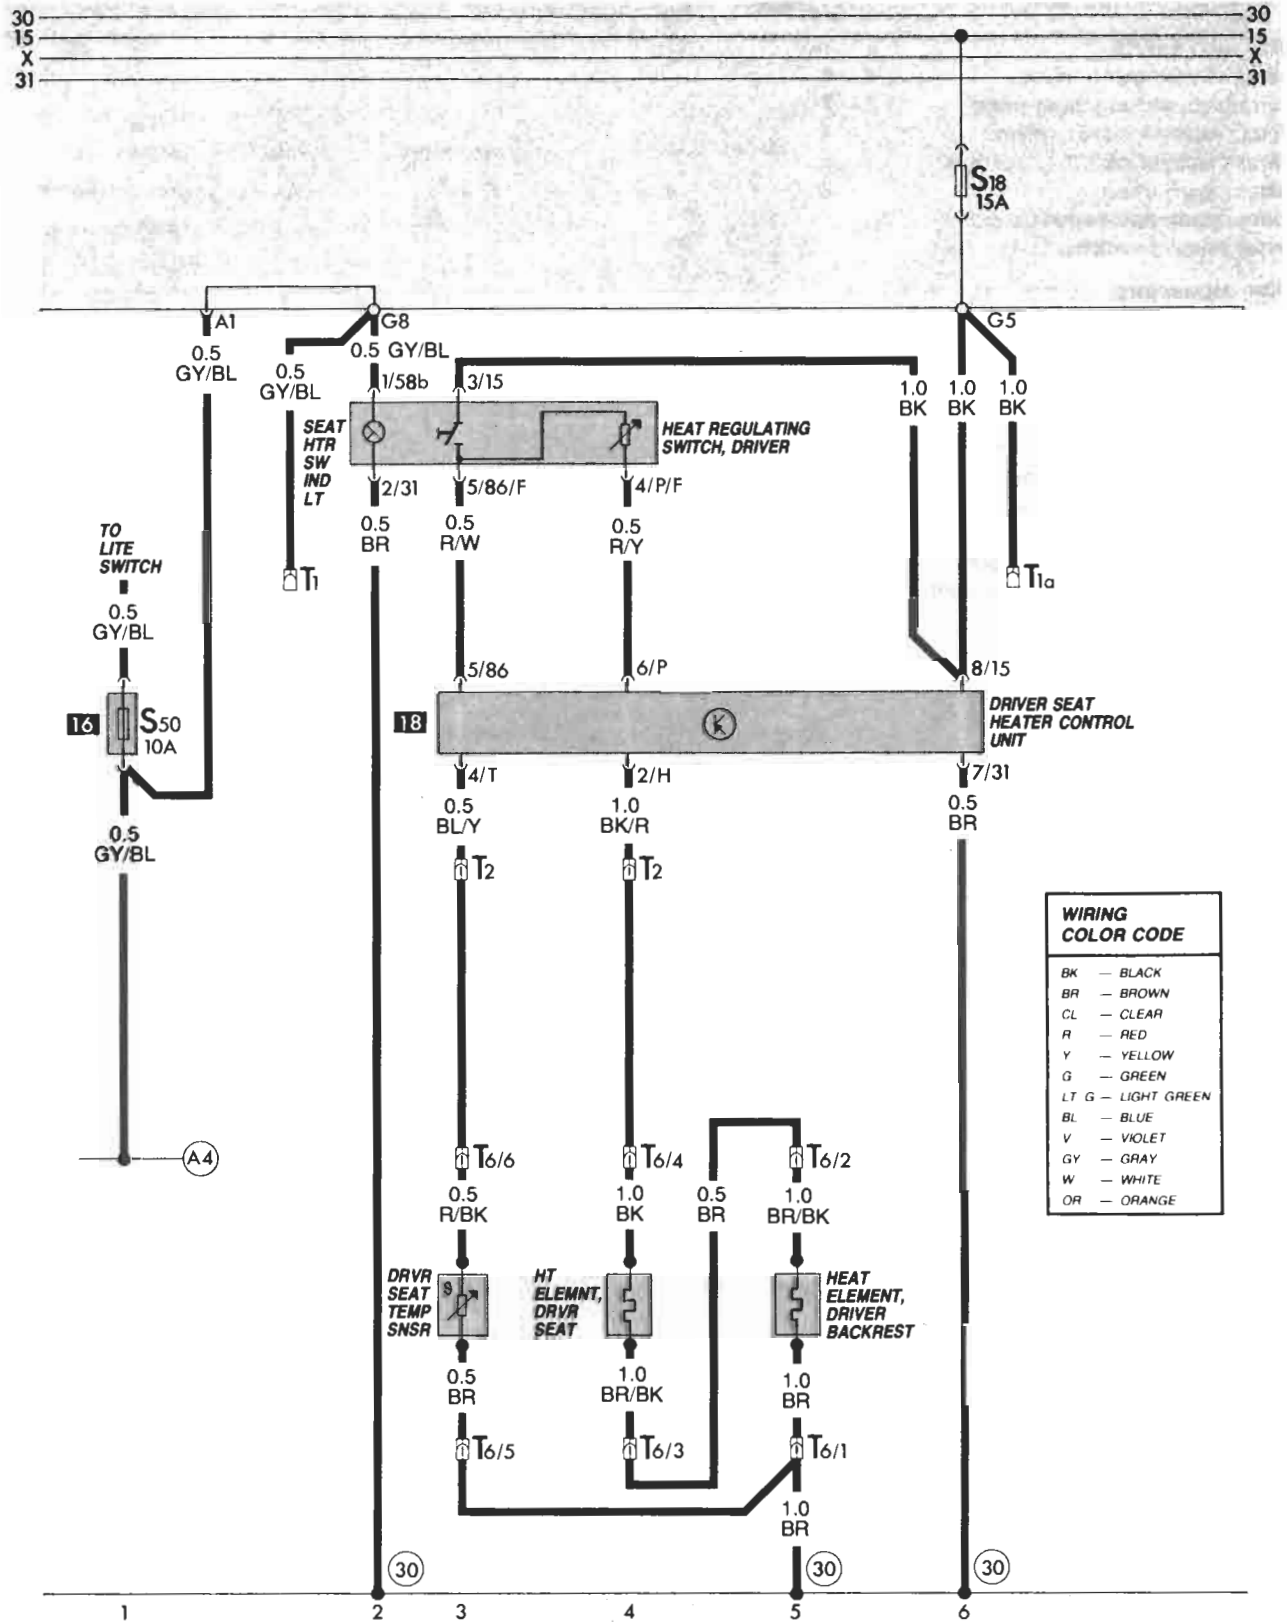 30
15
X
31
30
15
X
31
S18
15A
A1
G8
G5
0.5
GY/BL
0.5
GY/BL
0.5 GY/BL
1/58b
3/15
1.0
BK
1.0
BK
1.0
BK
SEAT
HTR
SW
IND
LT
HEAT REGULATING
SWITCH, DRIVER
2/31
5/86/F
4/P/F
0.5
BR
0.5
R/W
0.5
R/Y
TO
LITE
SWITCH
T1
T1a
0.5
GY/BL
5/86
6/P
8/15
16
S50
10A
18
DRIVER SEAT
HEATER CONTROL
UNIT
4/T
2/H
7/31
0.5
BL/Y
1.0
BK/R
0.5
BR
0.5
GY/BL
T2
T2
WIRING
COLOR CODE
BK — BLACK
BR — BROWN
CL — CLEAR
R — RED
Y — YELLOW
G — GREEN
LT G — LIGHT GREEN
BL — BLUE
V — VIOLET
GY — GRAY
W — WHITE
OR — ORANGE
A4
T6/6
T6/4
T6/2
0.5
R/BK
1.0
BK
0.5
BR
1.0
BR/BK
DRVR
SEAT
TEMP
SNSR
ϑ
HT
ELEMNT,
DRVR
SEAT
HEAT
ELEMENT,
DRIVER
BACKREST
0.5
BR
1.0
BR/BK
1.0
BR
T6/5
T6/3
T6/1
1.0
BR
30
30
30
1
2
3
4
5
6